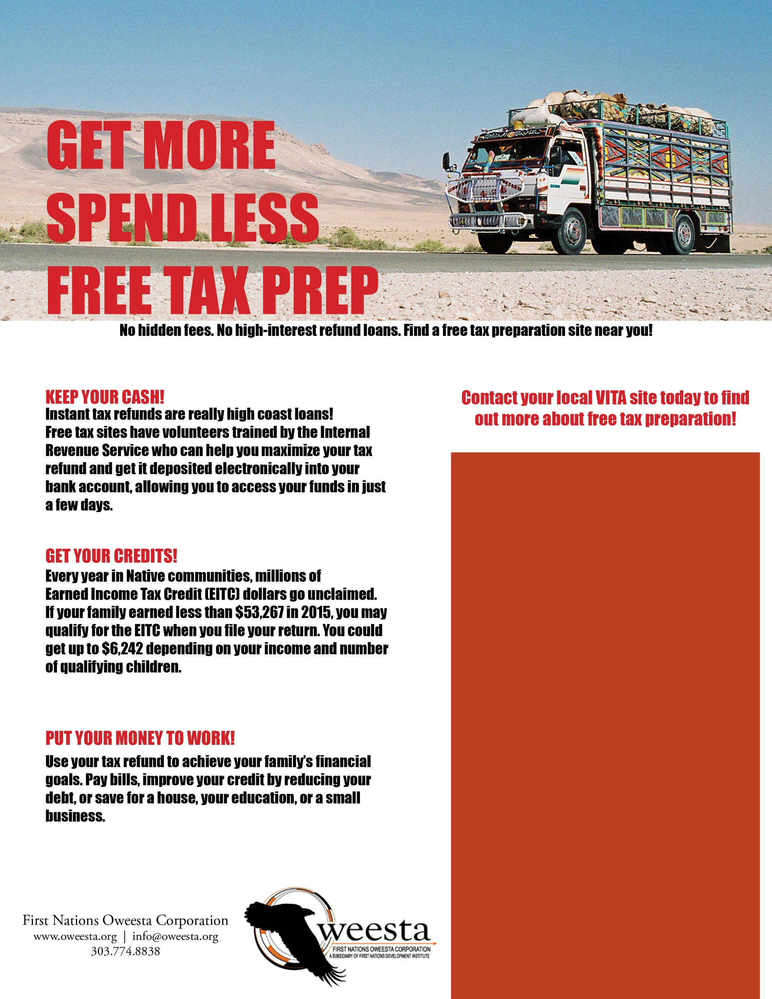 GET MORE
SPEND LESS
FREE TAX PREP
No hidden fees. No high-interest refund loans. Find a free tax preparation site near you!
KEEP YOUR CASH!
Instant tax refunds are really high coast loans!
Free tax sites have volunteers trained by the Internal
Revenue Service who can help you maximize your tax
refund and get it deposited electronically into your
bank account, allowing you to access your funds in just
a few days.
GET YOUR CREDITS!
Every year in Native communities, millions of
Earned Income Tax Credit (EITC) dollars go unclaimed.
If your family earned less than $53,267 in 2015, you may
qualify for the EITC when you file your return. You could
get up to $6,242 depending on your income and number
of qualifying children.
PUT YOUR MONEY TO WORK!
Use your tax refund to achieve your family’s financial
goals. Pay bills, improve your credit by reducing your
debt, or save for a house, your education, or a small
business.
Contact your local VITA site today to find
out more about free tax preparation!
First Nations Oweesta Corporation
www.oweesta.org | info@oweesta.org
303.774.8838
Oweesta
FIRST NATIONS OWEESTA CORPORATION
A SUBSIDIARY OF FIRST NATIONS DEVELOPMENT INSTITUTE